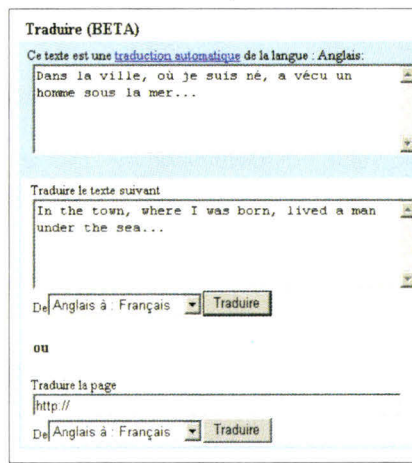 Traduire (BETA)
Ce texte est une traduction automatique de la langue : Anglais:
Dans la ville, où je suis né, a vécu un
homme sous la mer...
Traduire le texte suivant
In the town, where I was born, lived a man
under the sea...
De Anglais à : Français Traduire
ou
Traduire la page
http://
De Anglais à : Français Traduire